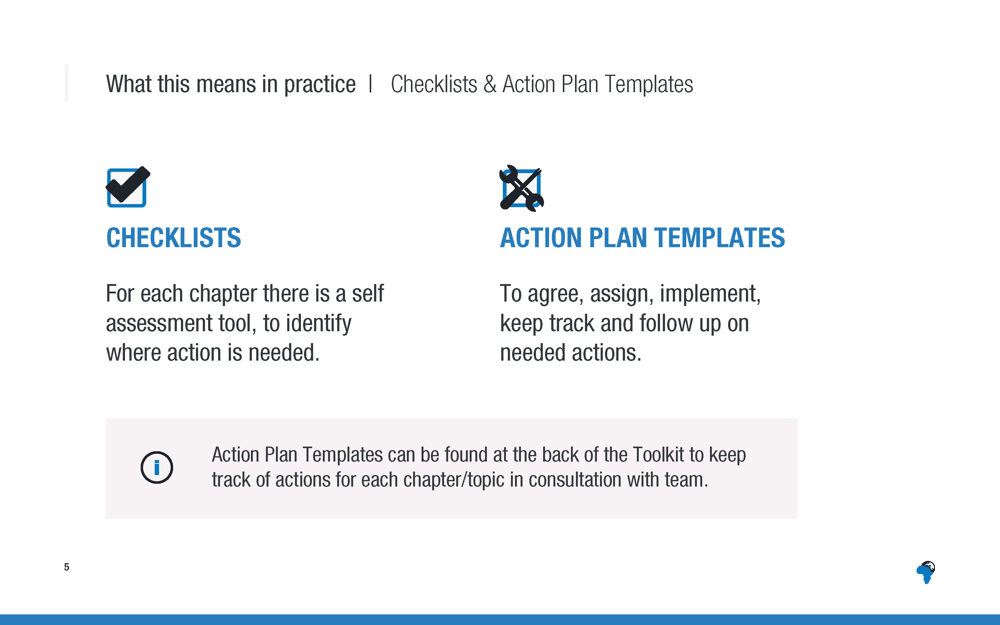 What this means in practice | Checklists & Action Plan Templates
CHECKLISTS
For each chapter there is a self
assessment tool, to identify
where action is needed.
ACTION PLAN TEMPLATES
To agree, assign, implement,
keep track and follow up on
needed actions.
i
Action Plan Templates can be found at the back of the Toolkit to keep
track of actions for each chapter/topic in consultation with team.
5